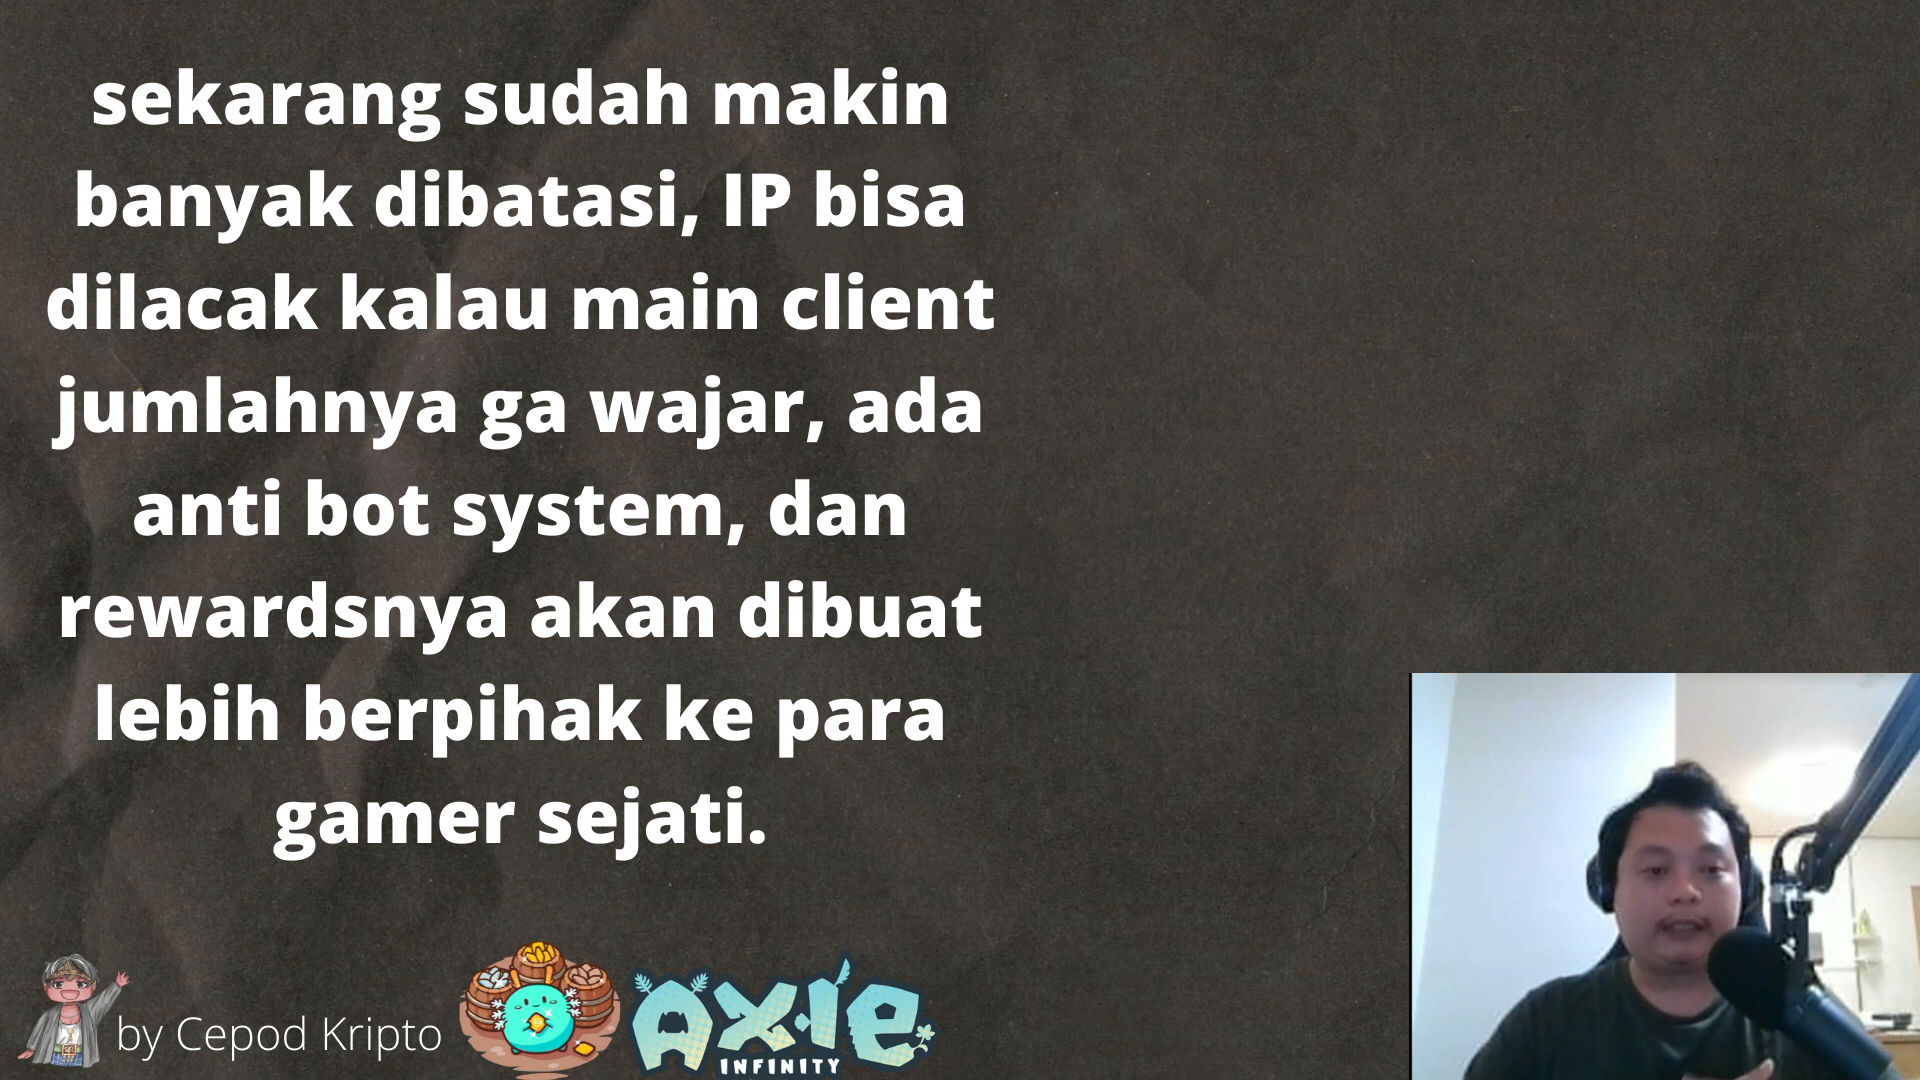 sekarang sudah makin
banyak dibatasi, IP bisa
dilacak kalau main client
jumlahnya ga wajar, ada
anti bot system, dan
rewardsnya akan dibuat
lebih berpihak ke para
gamer sejati.
by Cepod Kripto
AXIE
INFINITY